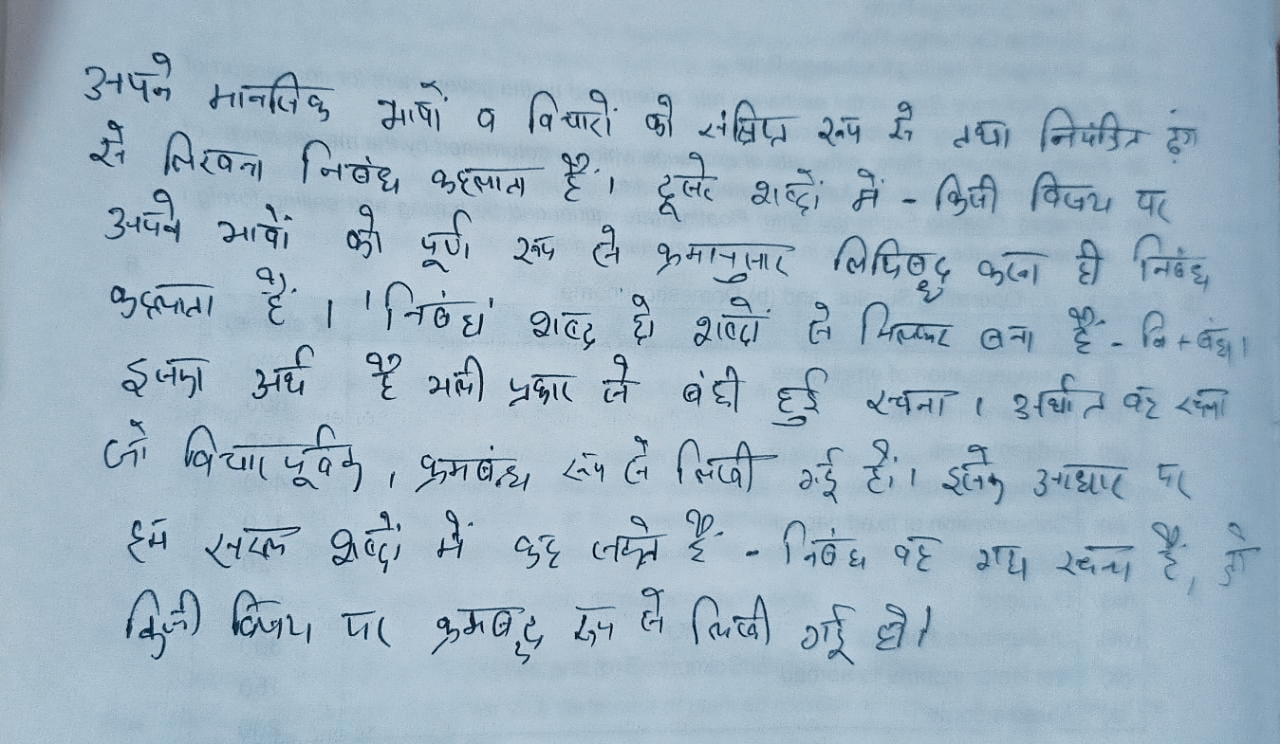 अपने मानसिक भावों व विचारों को संक्षिप्त रूप से तथा नियंत्रित ढंग
से लिखना निबंध कहलाता हैं। दूसरे शब्दों में - किसी विषय पर
अपने भावों को पूर्ण रूप से क्रमानुसार लिपिबद्ध करना ही निबंध
कहलाता हैं। 'निबंध' शब्द दो शब्दों से मिलकर बना हैं - नि + बंध।
इसका अर्थ हैं भली प्रकार से बंधी हुई रचना। अर्थात वह रचना
जो विचारपूर्वक, क्रमबंध्ध रूप से लिखी गई हैं। इसके आधार पर
हम सरल शब्दों में कह सकते हैं - निबंध वह गद्य रचना हैं, जो
किसी विषय पर क्रमबद्ध रूप से लिखी गई हो।